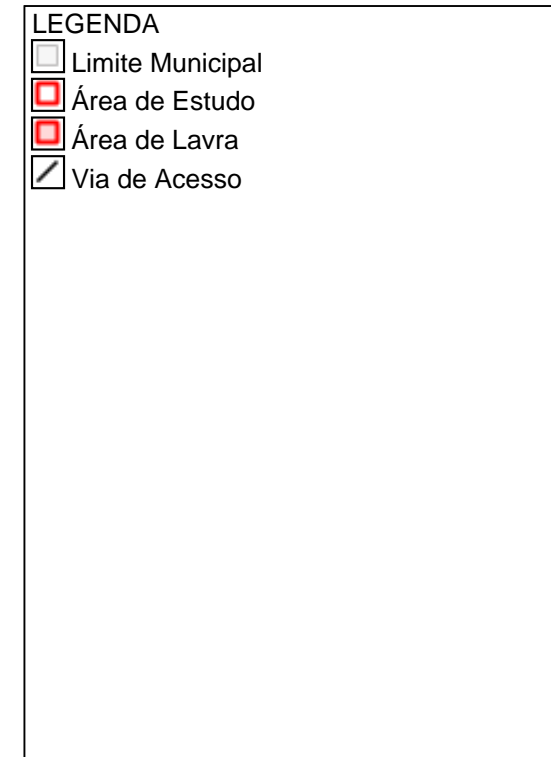 LEGENDA
Limite Municipal
Área de Estudo
Área de Lavra
Via de Acesso